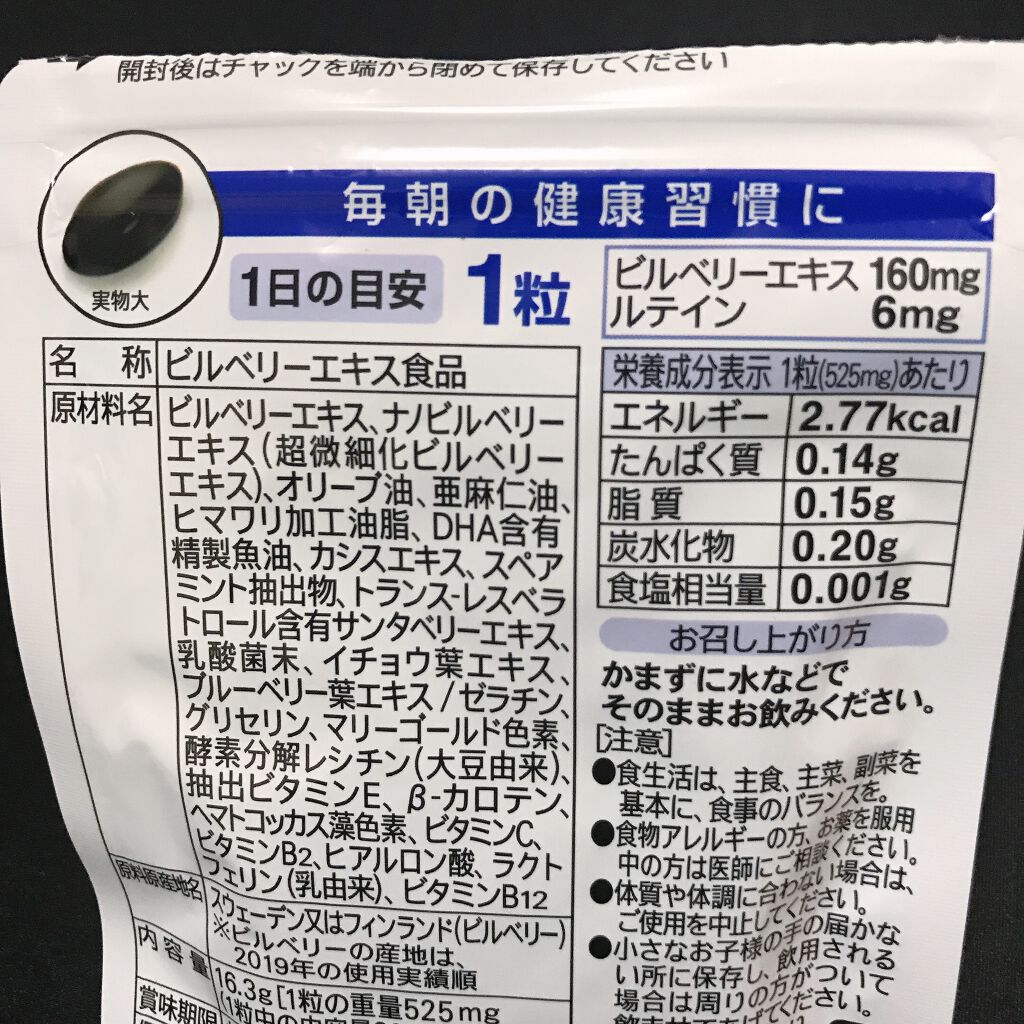 開封後はチャックを端から閉めて保存してください
毎朝の健康習慣に
実物大
1日の目安 1粒
ビルベリーエキス 160mg
ルテイン 6mg
名称 ビルベリーエキス食品
原材料名 ビルベリーエキス、ナノビルベリー
エキス(超微細化ビルベリー
エキス)、オリーブ油、亜麻仁油、
ヒマワリ加工油脂、DHA含有
精製魚油、カシスエキス、スペア
ミント抽出物、トランス-レスベラ
トロール含有サンタベリーエキス、
乳酸菌末、イチョウ葉エキス、
ブルーベリー葉エキス/ゼラチン、
グリセリン、マリーゴールド色素、
酵素分解レシチン(大豆由来)、
抽出ビタミンE、β-カロテン、
ヘマトコッカス藻色素、ビタミンC、
ビタミンB2、ヒアルロン酸、ラクト
フェリン(乳由来)、ビタミンB12
原料原産地名 スウェーデン又はフィンランド(ビルベリー)
※ビルベリーの産地は、
2019年の使用実績順
内容量 16.3g[1粒の重量525mg
(1粒中の内容量
賞味期限
栄養成分表示 1粒(525mg)あたり
エネルギー 2.77kcal
たんぱく質 0.14g
脂質 0.15g
炭水化物 0.20g
食塩相当量 0.001g
お召し上がり方
かまずに水などで
そのままお飲みください。
[注意]
●食生活は、主食、主菜、副菜を
基本に、食事のバランスを。
●食物アレルギーの方、お薬を服用
中の方は医師にご相談ください。
●体質や体調に合わない場合は、
ご使用を中止してください。
●小さなお子様の手の届かな
い所に保存し、飲用される
場合は周りの方がついて
飲ませてあげてください。